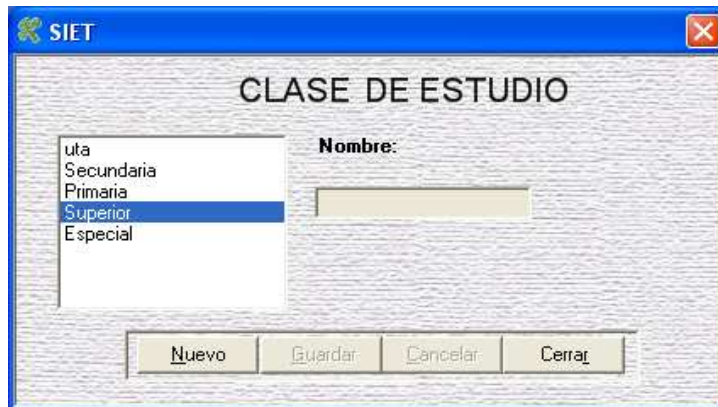 SIET
CLASE DE ESTUDIO
uta
Secundaria
Primaria
Superior
Especial
Nombre:
Nuevo
Guardar
Cancelar
Cerrar